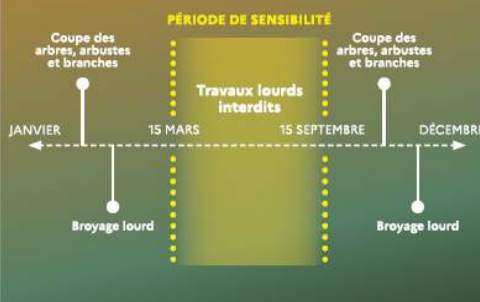 PÉRIODE DE SENSIBILITÉ
Coupe des
arbres, arbustes
et branches
Coupe des
arbres, arbustes
et branches
Travaux lourds
interdits
JANVIER
15 MARS
15 SEPTEMBRE
DÉCEMBRE
Broyage lourd
Broyage lourd